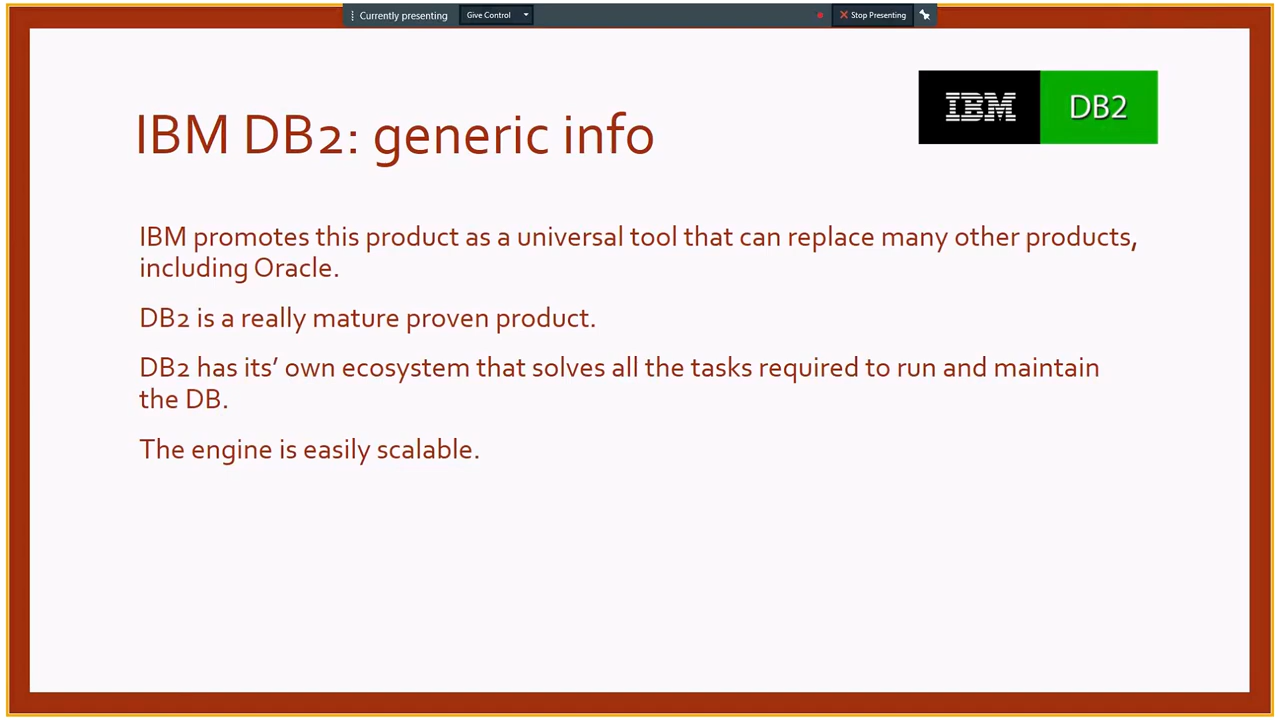 Currently presenting Give Control Stop Presenting
IBM DB2
IBM DB2: generic info
IBM promotes this product as a universal tool that can replace many other products,
including Oracle.
DB2 is a really mature proven product.
DB2 has its’ own ecosystem that solves all the tasks required to run and maintain
the DB.
The engine is easily scalable.